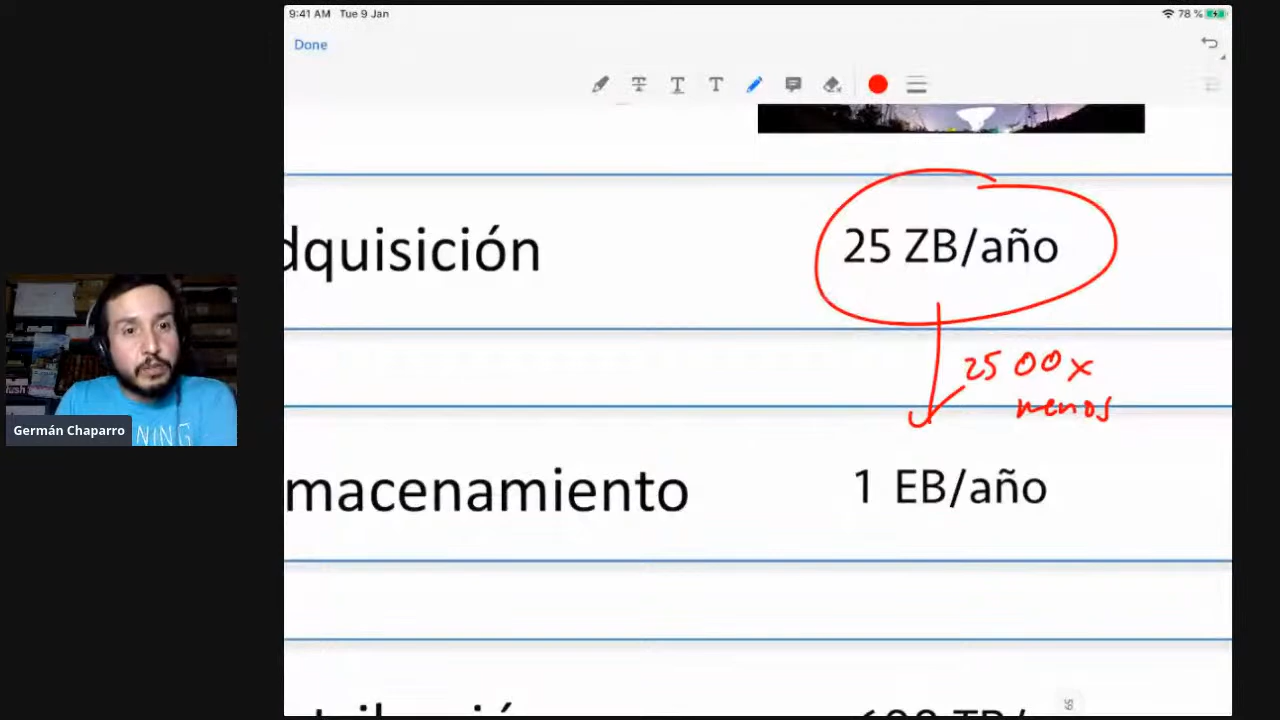 9:41 AM Tue 9 Jan
78 %
Done
T T T
dquisición
25 ZB/año
2500x
menos
macenamiento
1 EB/año
Germán Chaparro
NING